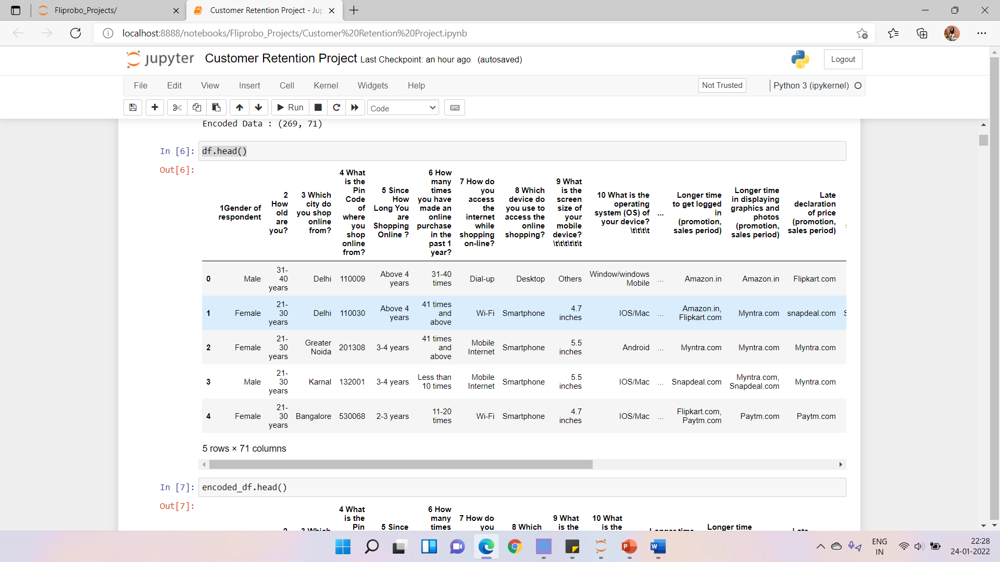 Fliprobo_Projects/
Customer Retention Project - Jup
localhost:8888/notebooks/Fliprobo_Projects/Customer%20Retention%20Project.ipynb
jupyter Customer Retention Project Last Checkpoint: an hour ago (autosaved)
Logout
File Edit View Insert Cell Kernel Widgets Help
Not Trusted Python 3 (ipykernel)
Run Code
Encoded Data : (269, 71)
In [6]: df.head()
Out[6]:
1Gender of
respondent
2
How
old
are
you?
3 Which
city do
you shop
online
from?
4 What
is the
Pin
Code
of
where
you
shop
online
from?
5 Since
How
Long You
are
Shopping
Online ?
6 How
many
times
you have
made an
online
purchase
in the
past 1
year?
7 How do
you
access
the
internet
while
shopping
on-line?
8 Which
device do
you use to
access the
online
shopping?
9 What
is the
screen
size of
your
mobile
device?
\t\t\t\t\t\t
10 What is the
operating
system (OS) of
your device?
\t\t\t\t
...
Longer time
to get logged
in
(promotion,
sales period)
Longer time
in displaying
graphics and
photos
(promotion,
sales period)
Late
declaration
of price
(promotion,
sales period)
0 Male 31-40 years Delhi 110009 Above 4 years 31-40 times Dial-up Desktop Others Window/windows Mobile ... Amazon.in Amazon.in Flipkart.com
1 Female 21-30 years Delhi 110030 Above 4 years 41 times and above Wi-Fi Smartphone 4.7 inches IOS/Mac ... Amazon.in, Flipkart.com Myntra.com snapdeal.com
2 Female 21-30 years Greater Noida 201308 3-4 years 41 times and above Mobile Internet Smartphone 5.5 inches Android ... Myntra.com Myntra.com Myntra.com
3 Male 21-30 years Karnal 132001 3-4 years Less than 10 times Mobile Internet Smartphone 5.5 inches IOS/Mac ... Snapdeal.com Myntra.com, Snapdeal.com Myntra.com
4 Female 21-30 years Bangalore 530068 2-3 years 11-20 times Wi-Fi Smartphone 4.7 inches IOS/Mac ... Flipkart.com, Paytm.com Paytm.com Paytm.com
5 rows × 71 columns
In [7]: encoded_df.head()
Out[7]:
4 What
is the
Pin
5 Since
6 How
many
times
7 How do
you
8 Which
9 What
is the
10 What
is the
Longer time
ENG
IN
22:28
24-01-2022